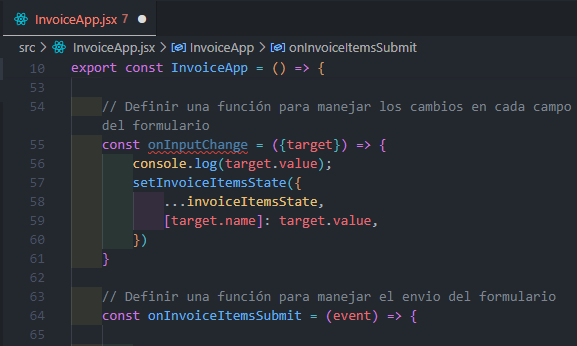 InvoiceApp.jsx 7
src > InvoiceApp.jsx > InvoiceApp > onInvoiceItemsSubmit
10 export const InvoiceApp = () => {
53
54 // Definir una función para manejar los cambios en cada campo
del formulario
55 const onInputChange = ({target}) => {
56 console.log(target.value);
57 setInvoiceItemsState({
58 ...invoiceItemsState,
59 [target.name]: target.value,
60 })
61 }
62
63 // Definir una función para manejar el envio del formulario
64 const onInvoiceItemsSubmit = (event) => {
65